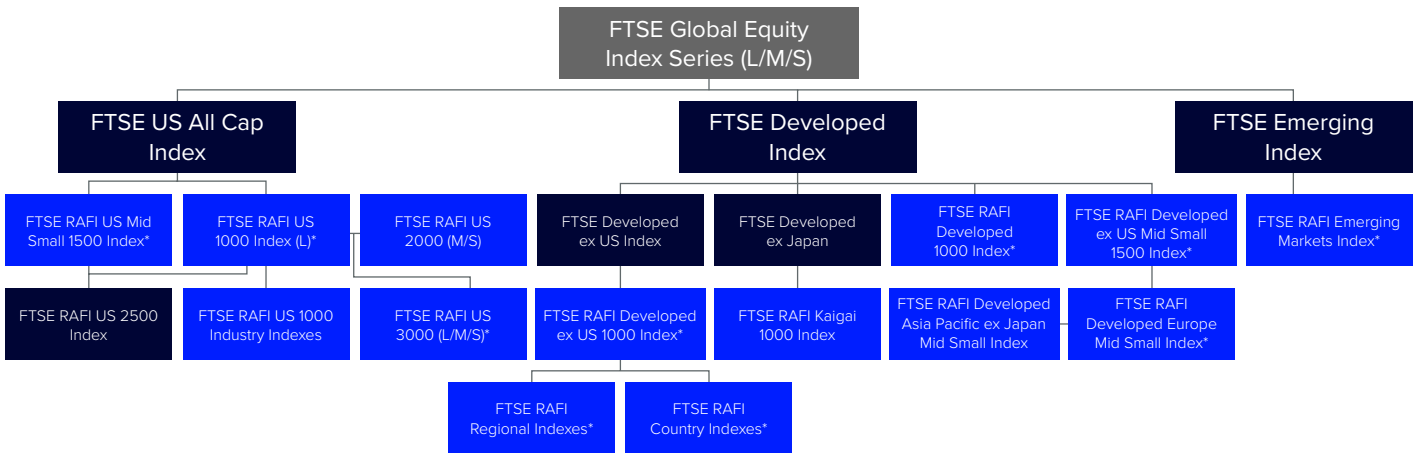 FTSE Global Equity
Index Series (L/M/S)
FTSE US All Cap
Index
FTSE Developed
Index
FTSE Emerging
Index
FTSE RAFI US Mid
Small 1500 Index*
FTSE RAFI US
1000 Index (L)*
FTSE RAFI US
2000 (M/S)
FTSE Developed
ex US Index
FTSE Developed
ex Japan
FTSE RAFI
Developed
1000 Index*
FTSE RAFI Developed
ex US Mid Small
1500 Index*
FTSE RAFI Emerging
Markets Index*
FTSE RAFI US 2500
Index
FTSE RAFI US 1000
Industry Indexes
FTSE RAFI US
3000 (L/M/S)*
FTSE RAFI Developed
ex US 1000 Index*
FTSE RAFI Kaigai
1000 Index
FTSE RAFI Developed
Asia Pacific ex Japan
Mid Small Index
FTSE RAFI
Developed Europe
Mid Small Index*
FTSE RAFI
Regional Indexes*
FTSE RAFI
Country Indexes*